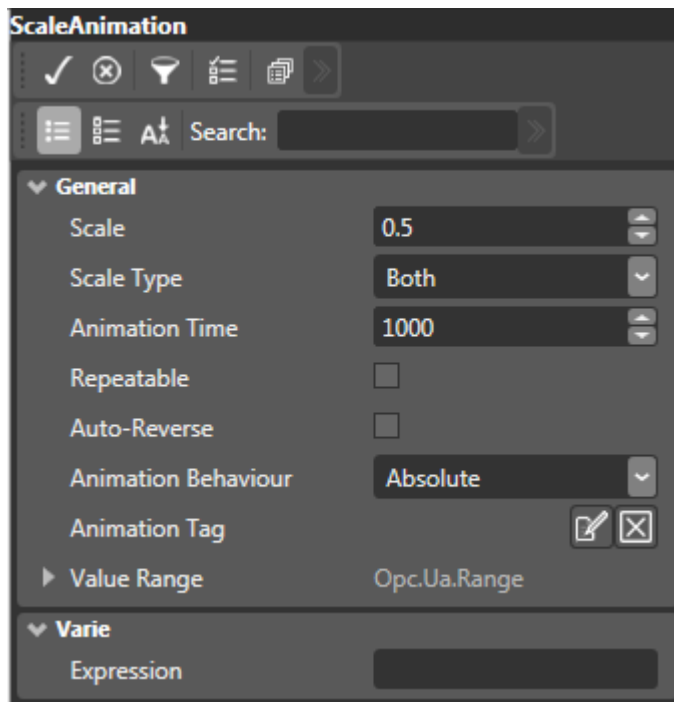 ScaleAnimation
Search:
General
Scale 0.5
Scale Type Both
Animation Time 1000
Repeatable
Auto-Reverse
Animation Behaviour Absolute
Animation Tag
Value Range Opc.Ua.Range
Varie
Expression